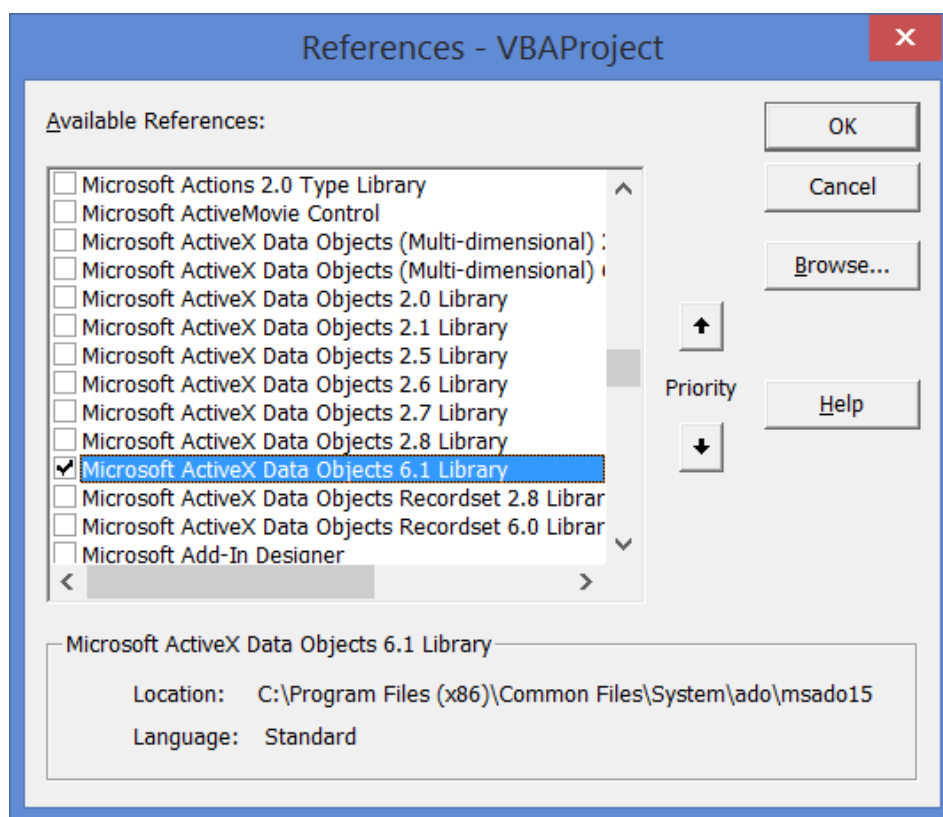 References - VBAProject
Available References:
OK
Cancel
Browse...
Priority
Help
Microsoft Actions 2.0 Type Library
Microsoft ActiveMovie Control
Microsoft ActiveX Data Objects (Multi-dimensional)
Microsoft ActiveX Data Objects (Multi-dimensional)
Microsoft ActiveX Data Objects 2.0 Library
Microsoft ActiveX Data Objects 2.1 Library
Microsoft ActiveX Data Objects 2.5 Library
Microsoft ActiveX Data Objects 2.6 Library
Microsoft ActiveX Data Objects 2.7 Library
Microsoft ActiveX Data Objects 2.8 Library
Microsoft ActiveX Data Objects 6.1 Library
Microsoft ActiveX Data Objects Recordset 2.8 Librar
Microsoft ActiveX Data Objects Recordset 6.0 Librar
Microsoft Add-In Designer
Microsoft ActiveX Data Objects 6.1 Library
Location: C:\Program Files (x86)\Common Files\System\ado\msado15
Language: Standard